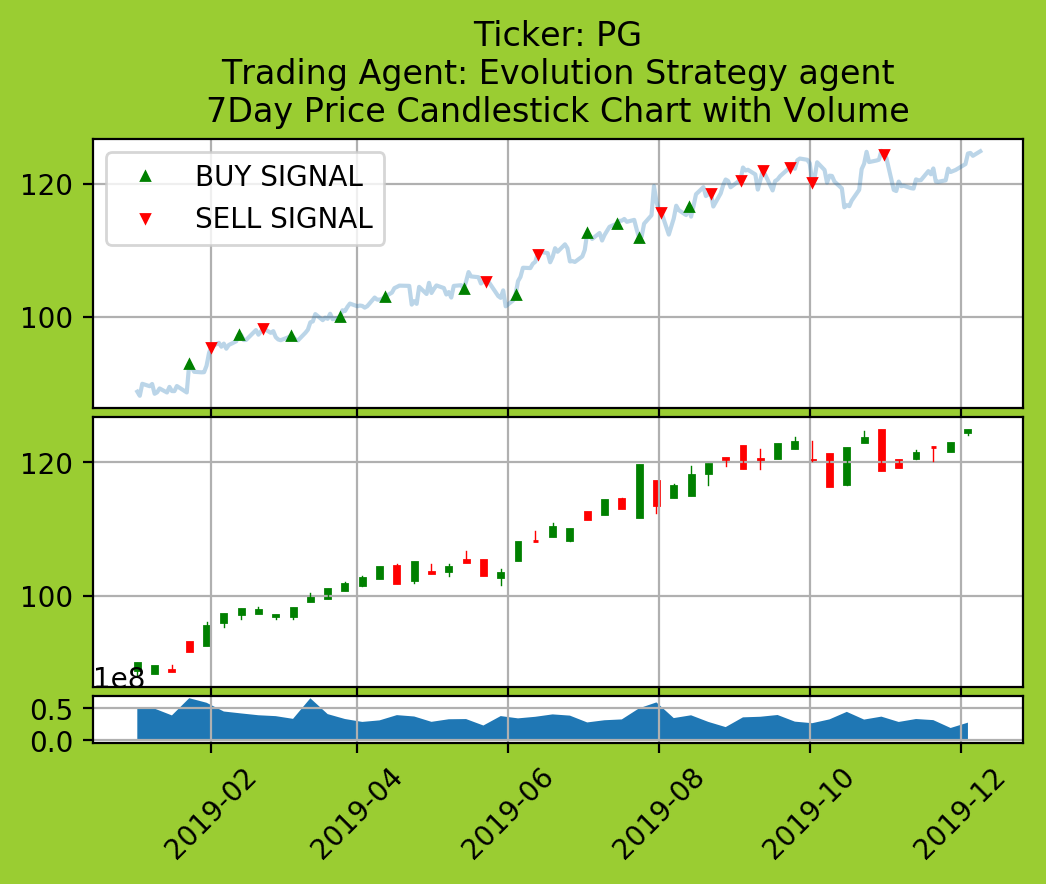 Ticker: PG
Trading Agent: Evolution Strategy agent
7Day Price Candlestick Chart with Volume
BUY SIGNAL
SELL SIGNAL
120
100
120
100
1e8
0.5
0.0
2019-02
2019-04
2019-06
2019-08
2019-10
2019-12